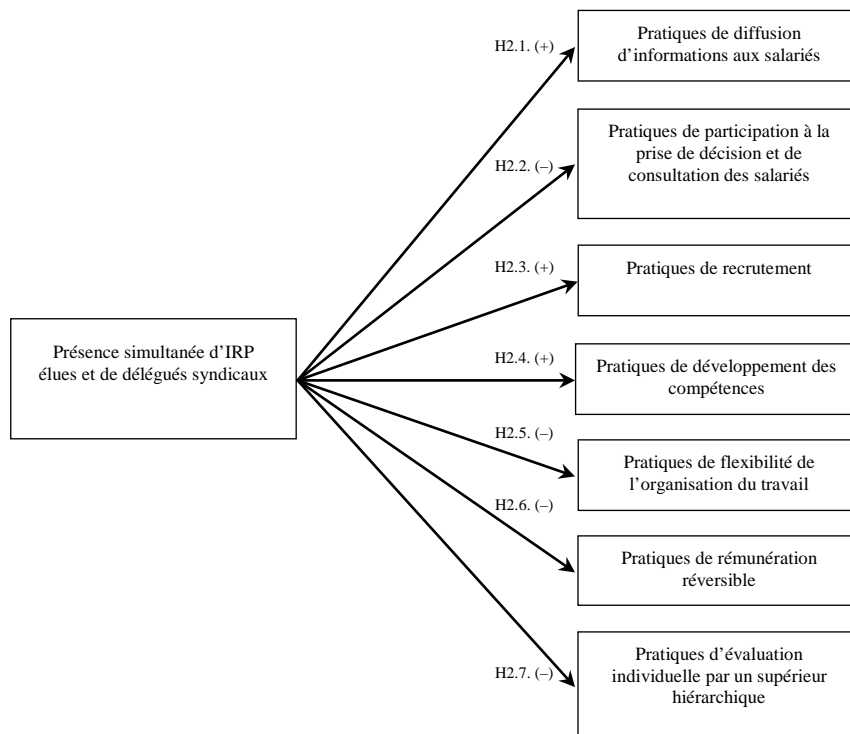 H2.1. (+)
Pratiques de diffusion
d’informations aux salariés
H2.2. (–)
Pratiques de participation à la
prise de décision et de
consultation des salariés
H2.3. (+)
Pratiques de recrutement
Présence simultanée d’IRP
élues et de délégués syndicaux
H2.4. (+)
Pratiques de développement des
compétences
H2.5. (–)
Pratiques de flexibilité de
l’organisation du travail
H2.6. (–)
Pratiques de rémunération
réversible
H2.7. (–)
Pratiques d’évaluation
individuelle par un supérieur
hiérarchique